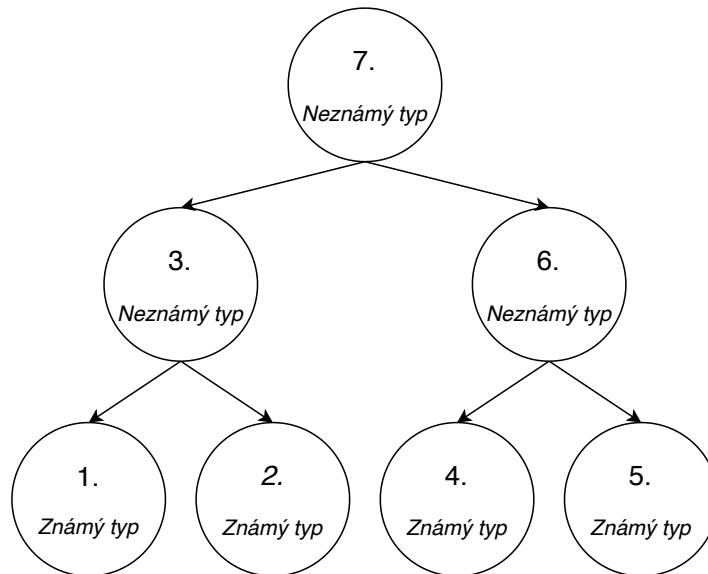 7.
Neznámý typ
3.
Neznámý typ
6.
Neznámý typ
1.
Známý typ
2.
Známý typ
4.
Známý typ
5.
Známý typ